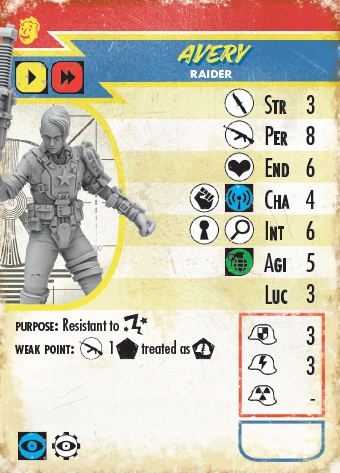 AVERY
RAIDER
STR 3
PER 8
END 6
CHA 4
INT 6
AGI 5
LUC 3
PURPOSE: Resistant to
WEAK POINT: 1 treated as
3
3
-